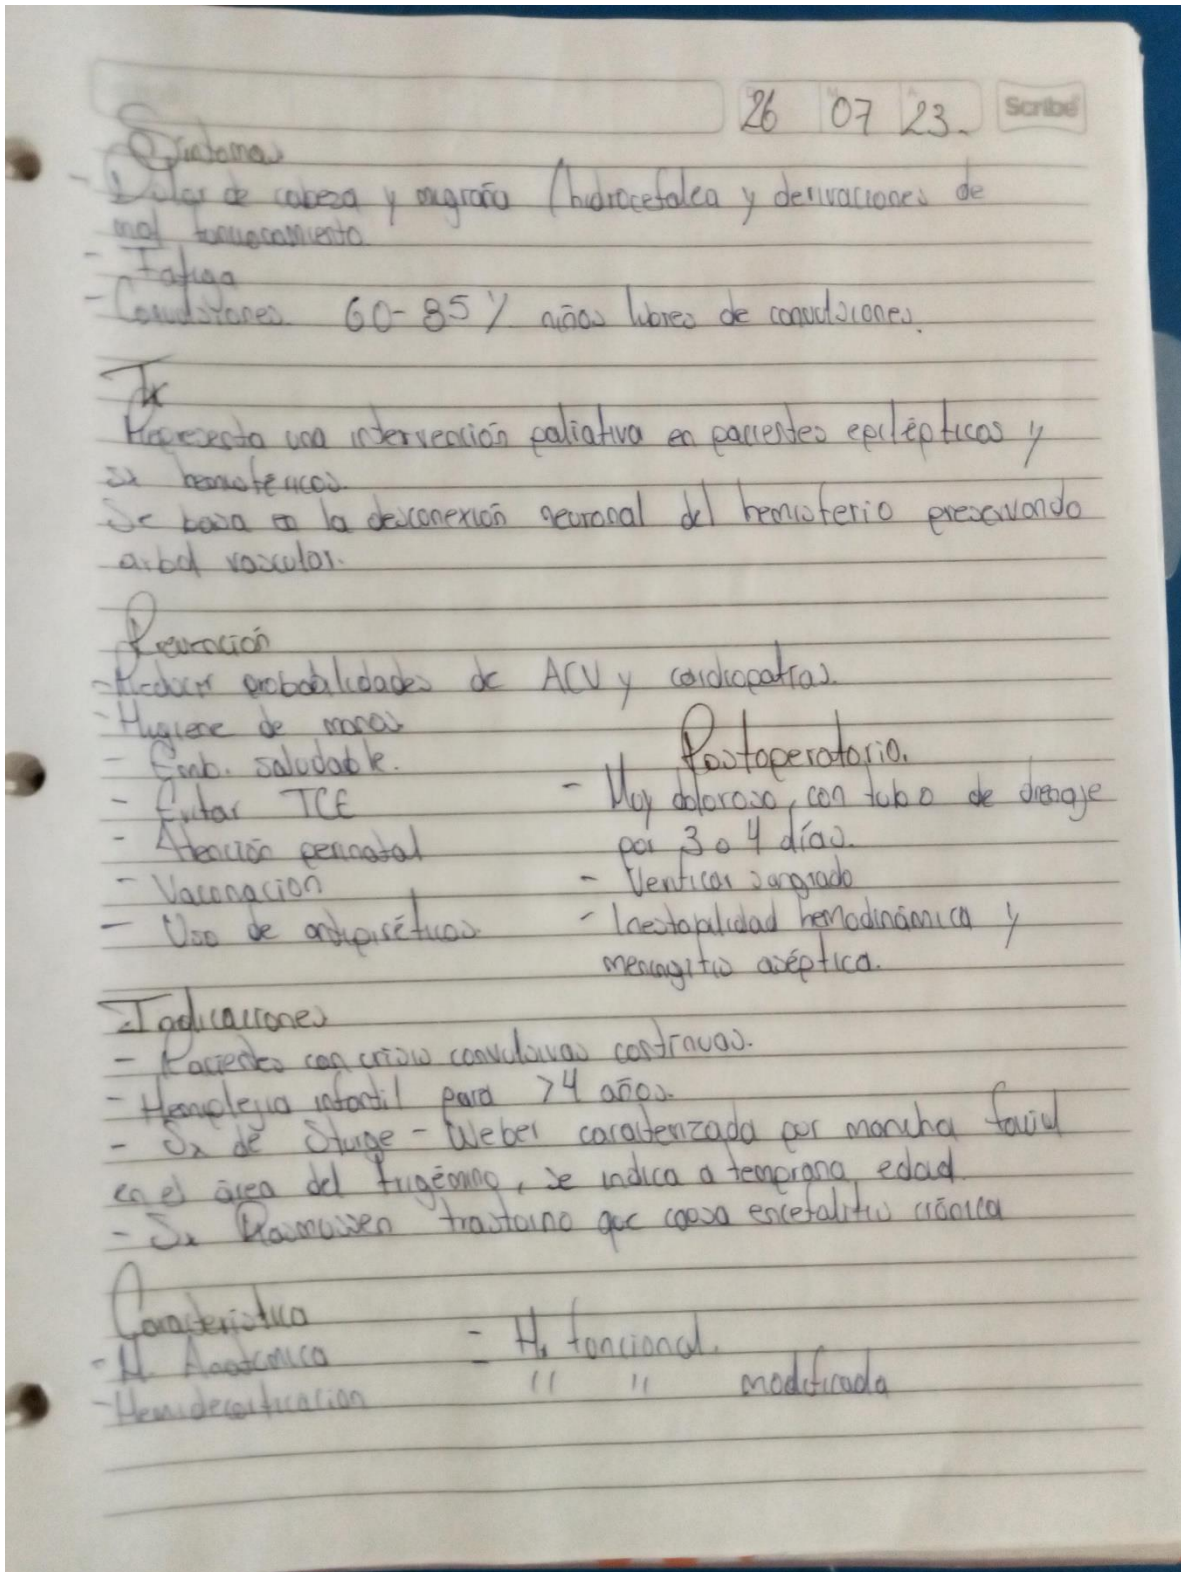 26 07 23.
Scribe
Síntomas
- Dolor de cabeza y migraña (hidrocefalea y derivaciones de
mal funcionamiento
- Fatiga
- Convulsiones. 60-85% niños libres de convulsiones.
Tx
Representa una intervención paliativa en pacientes epilépticos y
sx hemisféricos.
Se basa en la desconexión neuronal del hemisferio preservando
arbol vascular.
Prevención
- Reducir probabilidades de ACV y cardiopatías.
- Higiene de manos
- Emb. saludable.
- Evitar TCE
- Atención perinatal
- Vacunación
- Uso de antipiréticos
Postoperatorio.
- Muy doloroso, con tubo de drenaje
por 3 o 4 días.
- Verificar sangrado
- Inestabilidad hemodinámica y
meningitis aséptica.
Indicaciones
- Pacientes con crisis convulsivas continuas.
- Hemiplejia infantil para >4 años.
- Sx de Sturge-Weber caracterizada por mancha facial
en el área del trigémino, se indica a temprana edad.
- Sx Rasmussen trastorno que causa encefalitis crónica
Característica
- H. Anatómica
- Hemidecorticación
- H. funcional.
" " modificada